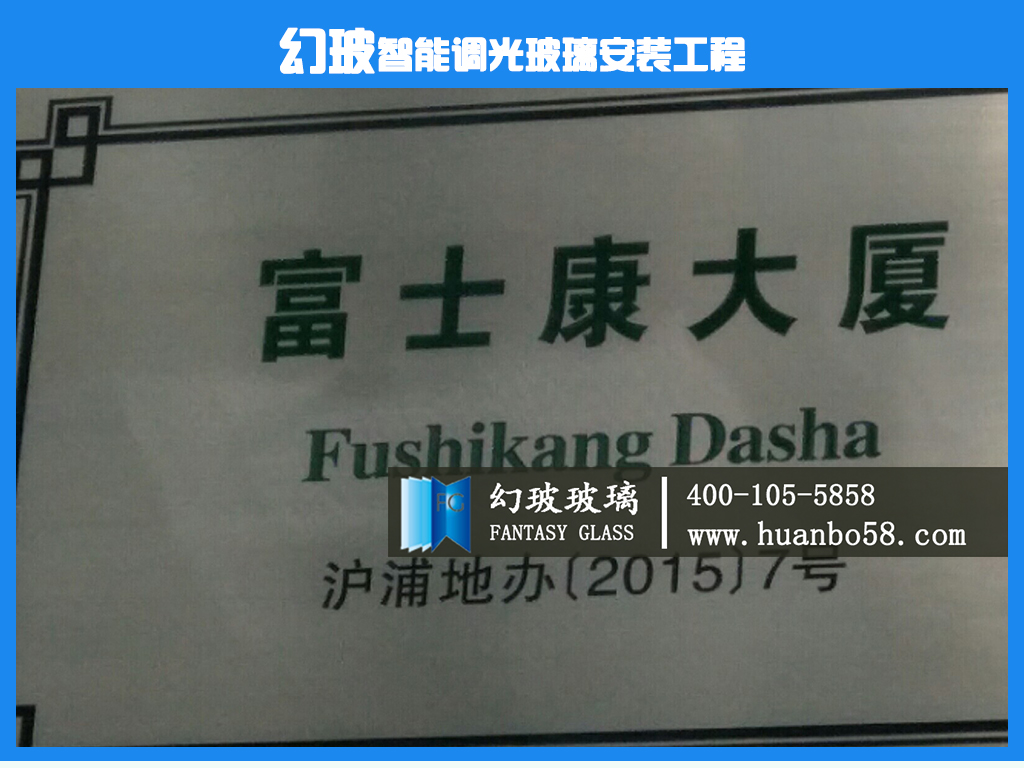 幻玻智能调光玻璃安装工程
富士康大厦
Fushikang Dasha
FG
幻玻玻璃
FANTASY GLASS
400-105-5858
www.huanbo58.com
沪浦地办〔2015〕7号